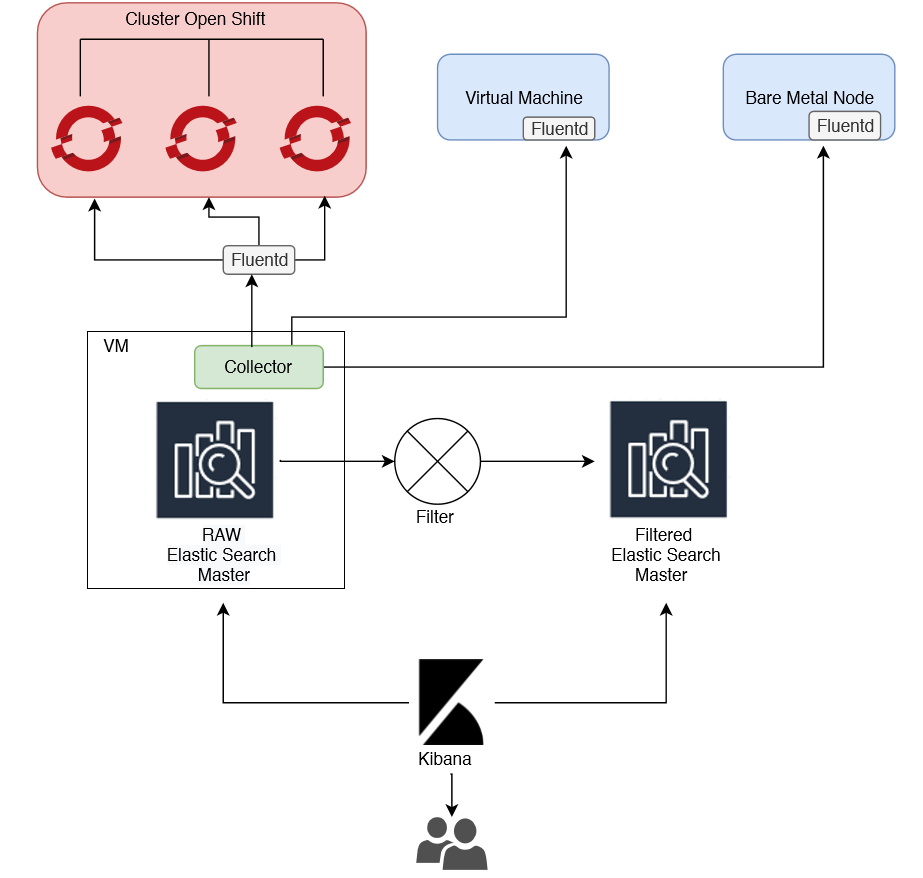 Cluster Open Shift
Virtual Machine
Fluentd
Bare Metal Node
Fluentd
Fluentd
VM
Collector
RAW
Elastic Search
Master
Filter
Filtered
Elastic Search
Master
Kibana